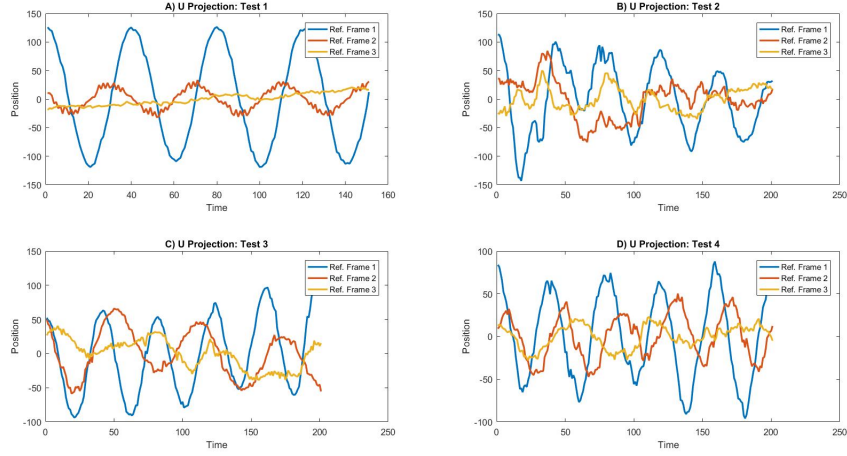 A) U Projection: Test 1
Ref. Frame 1
Ref. Frame 2
Ref. Frame 3
Position
150
100
50
0
-50
-100
-150
0 20 40 60 80 100 120 140 160
Time
B) U Projection: Test 2
Ref. Frame 1
Ref. Frame 2
Ref. Frame 3
Position
150
100
50
0
-50
-100
-150
0 50 100 150 200 250
Time
C) U Projection: Test 3
Ref. Frame 1
Ref. Frame 2
Ref. Frame 3
Position
150
100
50
0
-50
-100
0 50 100 150 200 250
Time
D) U Projection: Test 4
Ref. Frame 1
Ref. Frame 2
Ref. Frame 3
Position
100
50
0
-50
-100
0 50 100 150 200 250
Time